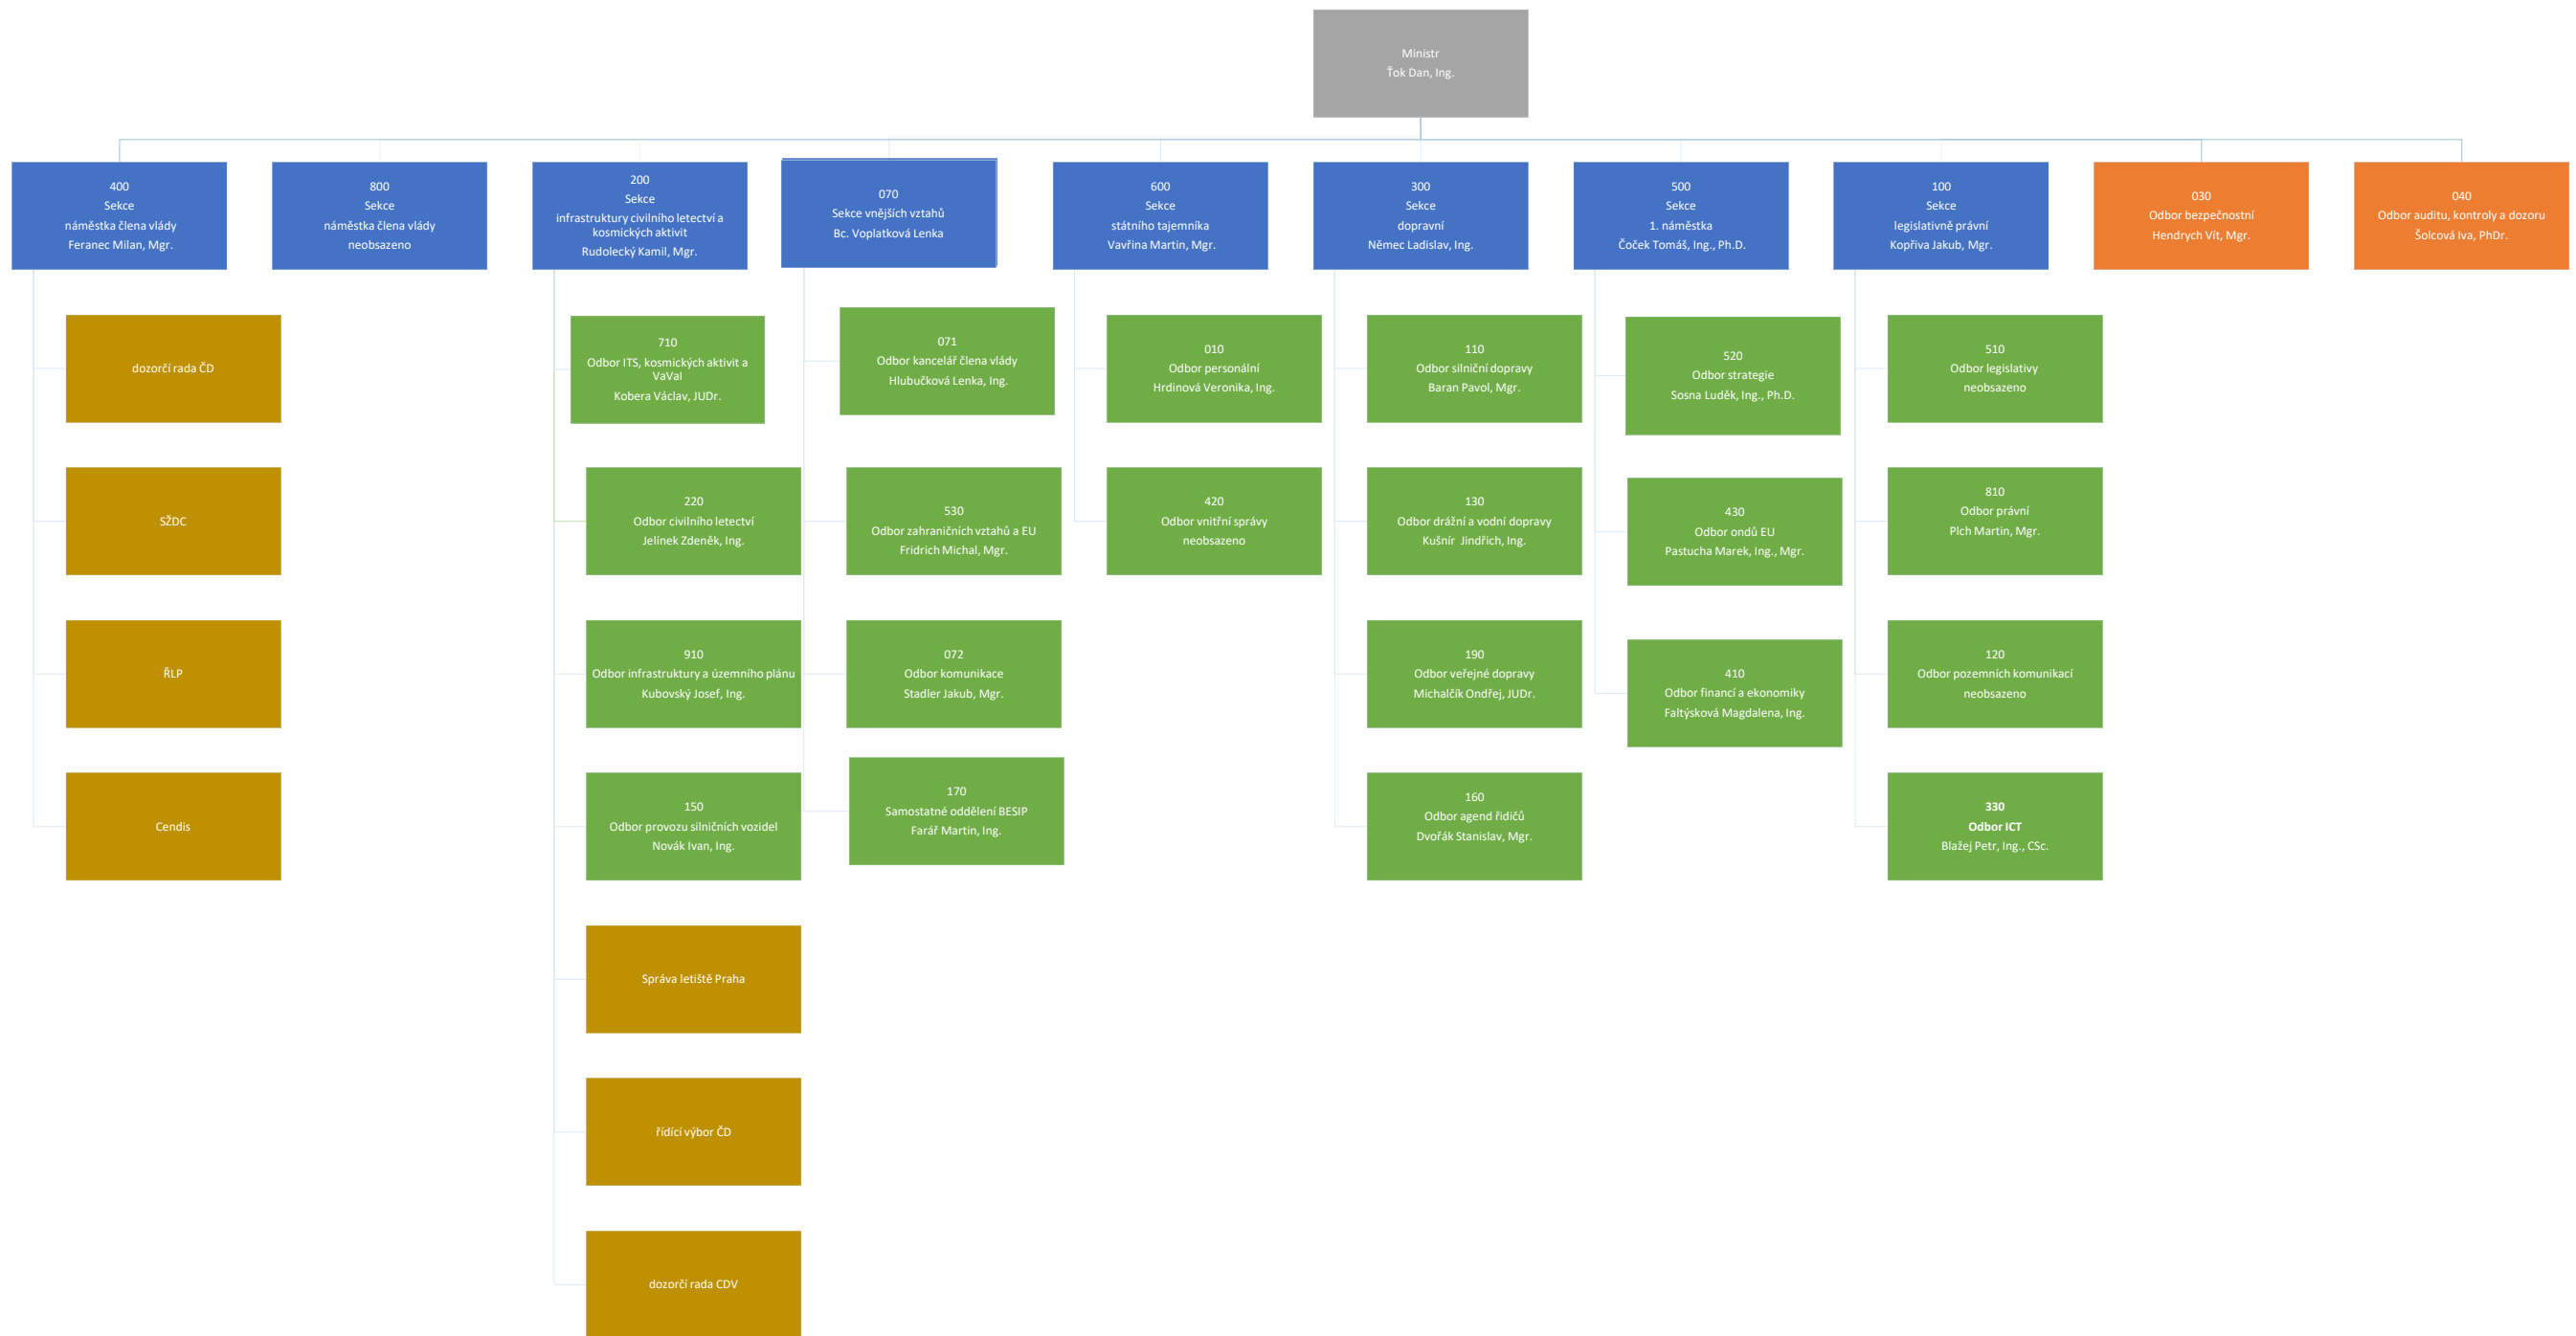 Ministr
Ťok Dan, Ing.
400
Sekce
náměstka člena vlády
Feranec Milan, Mgr.
800
Sekce
náměstka člena vlády
neobsazeno
200
Sekce
infrastruktury civilního letectví a
kosmických aktivit
Rudolecký Kamil, Mgr.
070
Sekce vnějších vztahů
Bc. Voplatková Lenka
600
Sekce
státního tajemníka
Vavřina Martin, Mgr.
300
Sekce
dopravní
Němec Ladislav, Ing.
500
Sekce
1. náměstka
Čoček Tomáš, Ing., Ph.D.
100
Sekce
legislativně právní
Kopřiva Jakub, Mgr.
030
Odbor bezpečnostní
Hendrych Vít, Mgr.
040
Odbor auditu, kontroly a dozoru
Šolcová Iva, PhDr.
dozorčí rada ČD
SŽDC
ŘLP
Cendis
710
Odbor ITS, kosmických aktivit a
VaVaI
Kobera Václav, JUDr.
220
Odbor civilního letectví
Jelínek Zdeněk, Ing.
910
Odbor infrastruktury a územního plánu
Kubovský Josef, Ing.
150
Odbor provozu silničních vozidel
Novák Ivan, Ing.
Správa letiště Praha
řídící výbor ČD
dozorčí rada CDV
071
Odbor kancelář člena vlády
Hlubučková Lenka, Ing.
530
Odbor zahraničních vztahů a EU
Fridrich Michal, Mgr.
072
Odbor komunikace
Stadler Jakub, Mgr.
170
Samostatné oddělení BESIP
Farář Martin, Ing.
010
Odbor personální
Hrdinová Veronika, Ing.
420
Odbor vnitřní správy
neobsazeno
110
Odbor silniční dopravy
Baran Pavol, Mgr.
130
Odbor drážní a vodní dopravy
Kušnír Jindřich, Ing.
190
Odbor veřejné dopravy
Michalčík Ondřej, JUDr.
160
Odbor agend řidičů
Dvořák Stanislav, Mgr.
520
Odbor strategie
Sosna Luděk, Ing., Ph.D.
430
Odbor ondů EU
Pastucha Marek, Ing., Mgr.
410
Odbor financí a ekonomiky
Faltýsková Magdalena, Ing.
510
Odbor legislativy
neobsazeno
810
Odbor právní
Plch Martin, Mgr.
120
Odbor pozemních komunikací
neobsazeno
330
Odbor ICT
Blažej Petr, Ing., CSc.